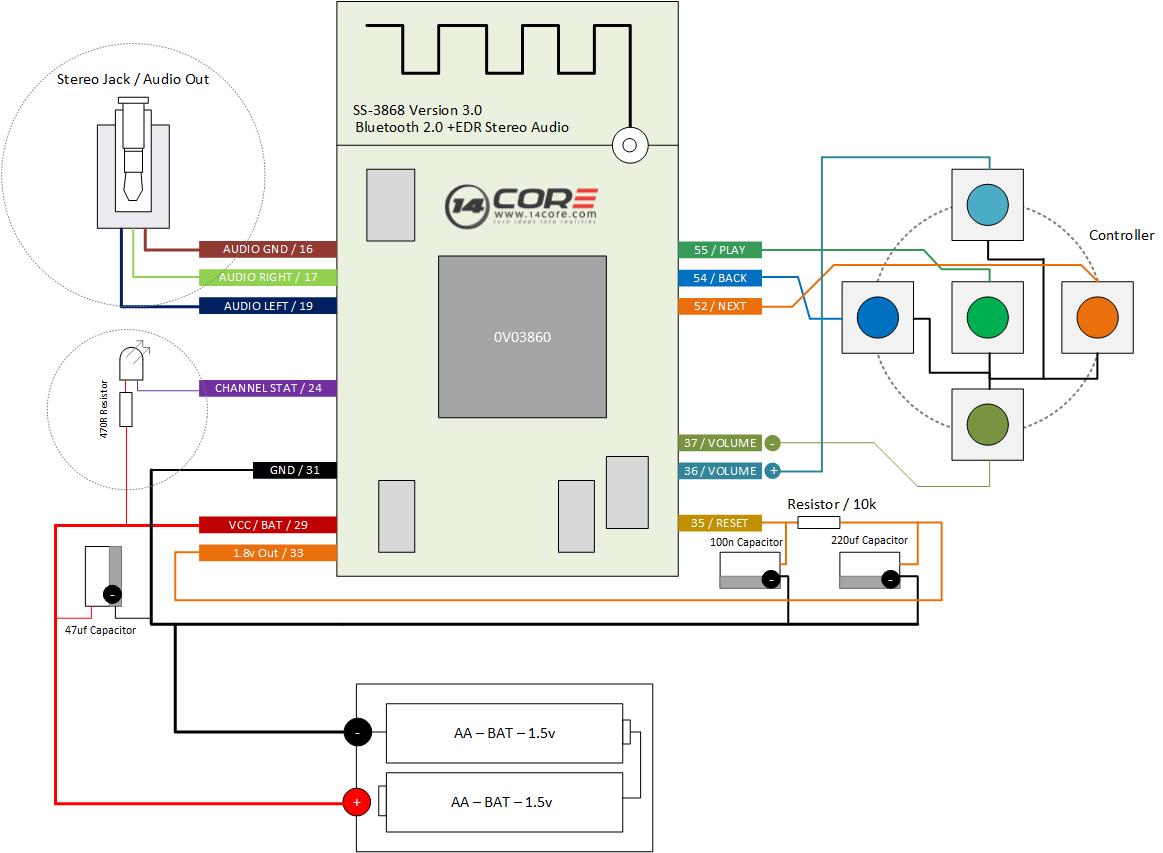 Stereo Jack / Audio Out
SS-3868 Version 3.0
Bluetooth 2.0 +EDR Stereo Audio
14 CORE
www.14core.com
turn ideas into realities
AUDIO GND / 16
AUDIO RIGHT / 17
AUDIO LEFT / 19
CHANNEL STAT / 24
470R Resistor
GND / 31
VCC / BAT / 29
1.8v Out / 33
-
47uf Capacitor
0V03860
55 / PLAY
54 / BACK
52 / NEXT
Controller
37 / VOLUME -
36 / VOLUME +
35 / RESET
Resistor / 10k
100n Capacitor
220uf Capacitor
-
-
-
AA – BAT – 1.5v
+
AA – BAT – 1.5v